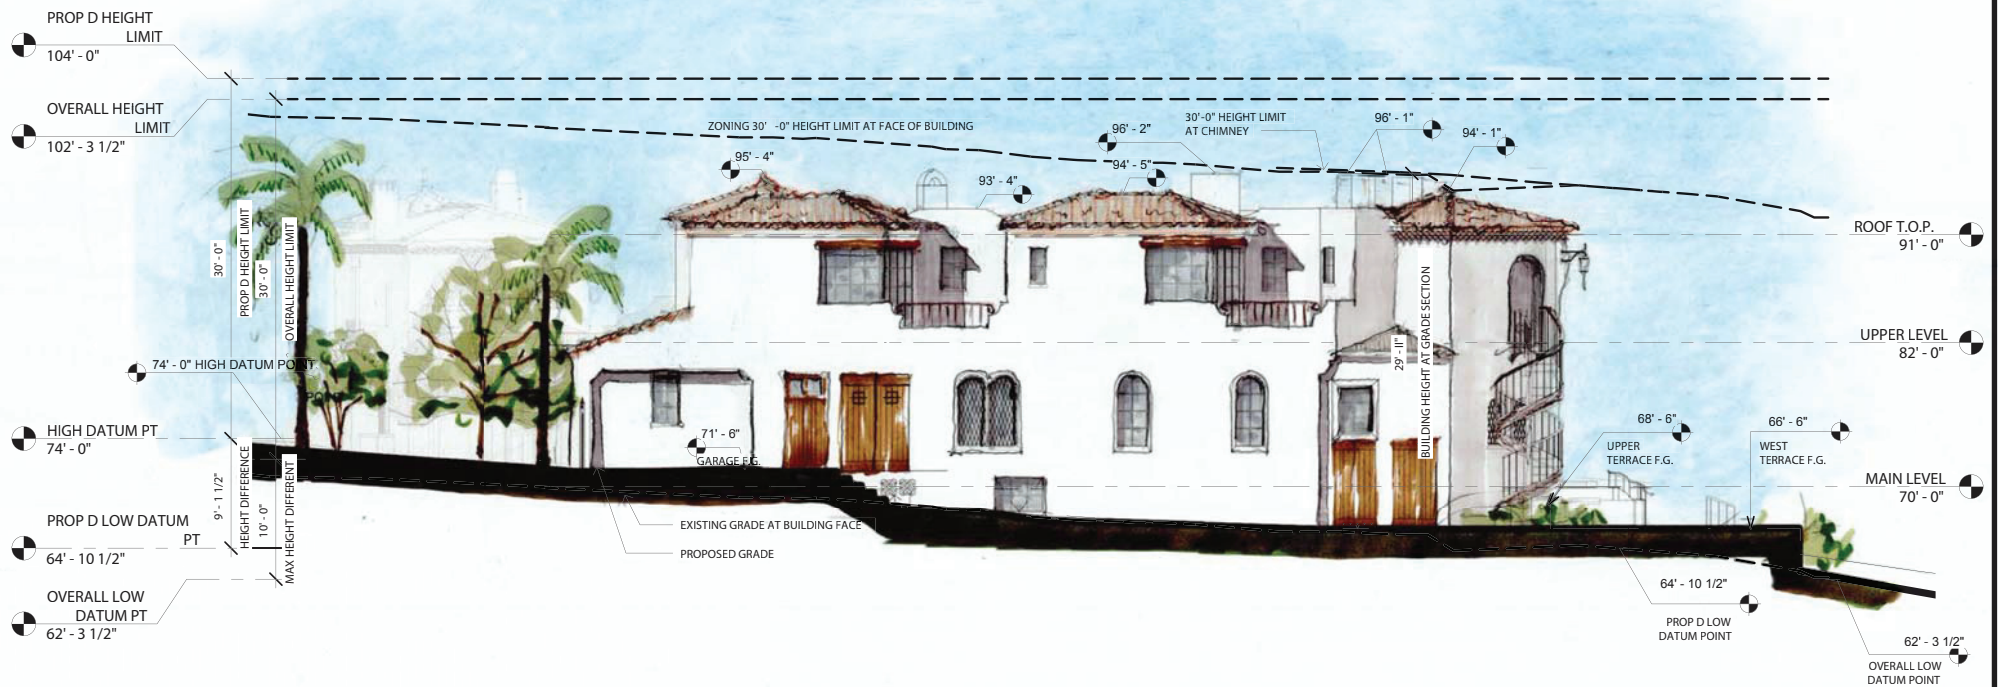 PROP D HEIGHT
LIMIT
104' - 0"
OVERALL HEIGHT
LIMIT
102' - 3 1/2"
ZONING 30' -0" HEIGHT LIMIT AT FACE OF BUILDING
95' - 4"
93' - 4"
96' - 2"
94' - 5"
30'-0" HEIGHT LIMIT
AT CHIMNEY
96' - 1"
94' - 1"
ROOF T.O.P.
91' - 0"
30' - 0"
PROP D HEIGHT LIMIT
30' - 0"
OVERALL HEIGHT LIMIT
UPPER LEVEL
82' - 0"
29' - 11"
BUILDING HEIGHT AT GRADE SECTION
74' - 0" HIGH DATUM POINT
POINT
HIGH DATUM PT
74' - 0"
71' - 6"
GARAGE F.G.
68' - 6"
UPPER
TERRACE F.G.
66' - 6"
WEST
TERRACE F.G.
MAIN LEVEL
70' - 0"
9' - 1 1/2"
HEIGHT DIFFERENCE
10' - 0"
MAX HEIGHT DIFFERENT
PROP D LOW DATUM
PT
64' - 10 1/2"
EXISTING GRADE AT BUILDING FACE
PROPOSED GRADE
OVERALL LOW
DATUM PT
62' - 3 1/2"
64' - 10 1/2"
PROP D LOW
DATUM POINT
62' - 3 1/2"
OVERALL LOW
DATUM POINT